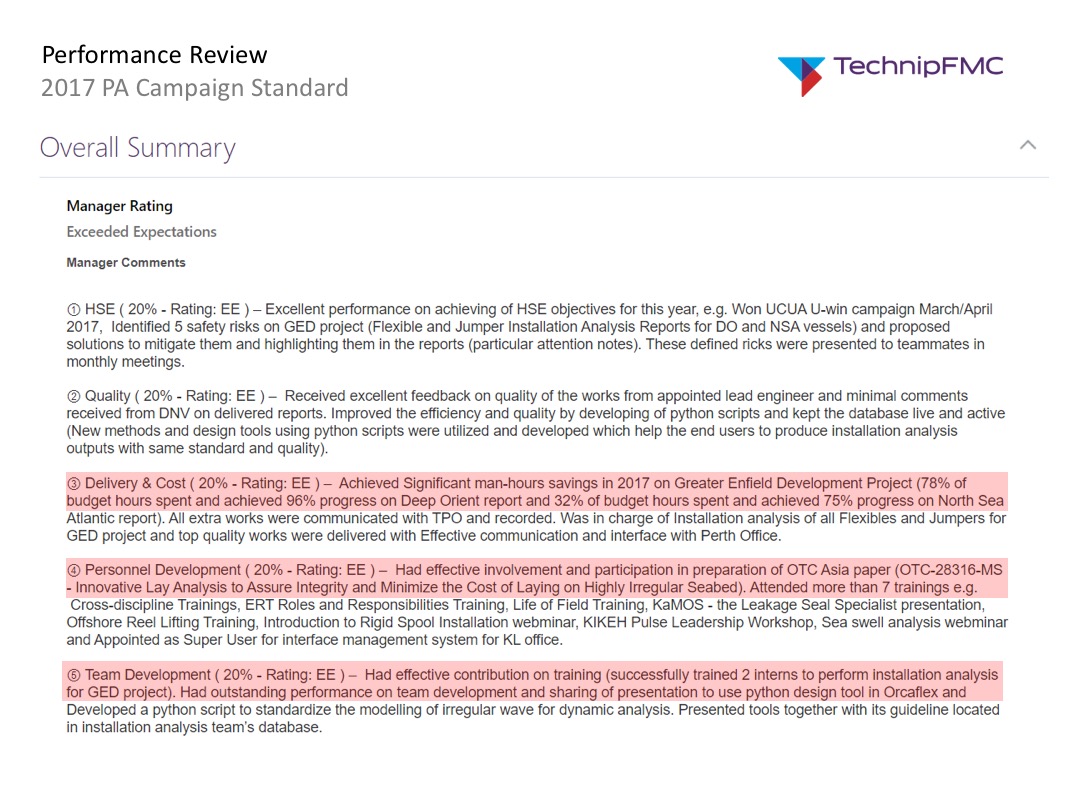 Performance Review
2017 PA Campaign Standard
TechnipFMC
Overall Summary
Manager Rating
Exceeded Expectations
Manager Comments
① HSE ( 20% - Rating: EE ) – Excellent performance on achieving of HSE objectives for this year, e.g. Won UCUA U-win campaign March/April
2017,  Identified 5 safety risks on GED project (Flexible and Jumper Installation Analysis Reports for DO and NSA vessels) and proposed
solutions to mitigate them and highlighting them in the reports (particular attention notes). These defined ricks were presented to teammates in
monthly meetings.
② Quality ( 20% - Rating: EE ) –  Received excellent feedback on quality of the works from appointed lead engineer and minimal comments
received from DNV on delivered reports. Improved the efficiency and quality by developing of python scripts and kept the database live and active
(New methods and design tools using python scripts were utilized and developed which help the end users to produce installation analysis
outputs with same standard and quality).
③ Delivery & Cost ( 20% - Rating: EE ) –  Achieved Significant man-hours savings in 2017 on Greater Enfield Development Project (78% of
budget hours spent and achieved 96% progress on Deep Orient report and 32% of budget hours spent and achieved 75% progress on North Sea
Atlantic report). All extra works were communicated with TPO and recorded. Was in charge of Installation analysis of all Flexibles and Jumpers for
GED project and top quality works were delivered with Effective communication and interface with Perth Office.
④ Personnel Development ( 20% - Rating: EE ) –  Had effective involvement and participation in preparation of OTC Asia paper (OTC-28316-MS
- Innovative Lay Analysis to Assure Integrity and Minimize the Cost of Laying on Highly Irregular Seabed). Attended more than 7 trainings e.g.
Cross-discipline Trainings, ERT Roles and Responsibilities Training, Life of Field Training, KaMOS - the Leakage Seal Specialist presentation,
Offshore Reel Lifting Training, Introduction to Rigid Spool Installation webminar, KIKEH Pulse Leadership Workshop, Sea swell analysis webminar
and Appointed as Super User for interface management system for KL office.
⑤ Team Development ( 20% - Rating: EE ) –  Had effective contribution on training (successfully trained 2 interns to perform installation analysis
for GED project). Had outstanding performance on team development and sharing of presentation to use python design tool in Orcaflex and
Developed a python script to standardize the modelling of irregular wave for dynamic analysis. Presented tools together with its guideline located
in installation analysis team's database.